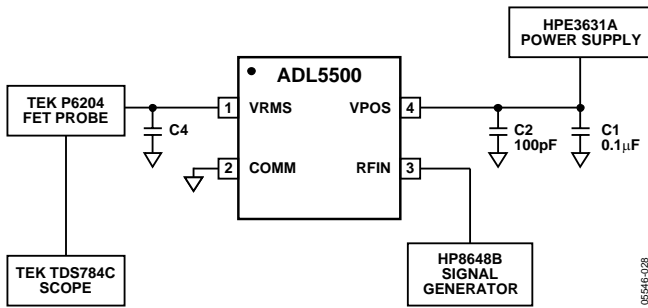 HPE3631A
POWER SUPPLY
ADL5500
TEK P6204
FET PROBE
C4
1
VRMS
VPOS
4
C2
100pF
C1
0.1μF
2
COMM
RFIN
3
TEK TDS784C
SCOPE
HP8648B
SIGNAL
GENERATOR
05546-028